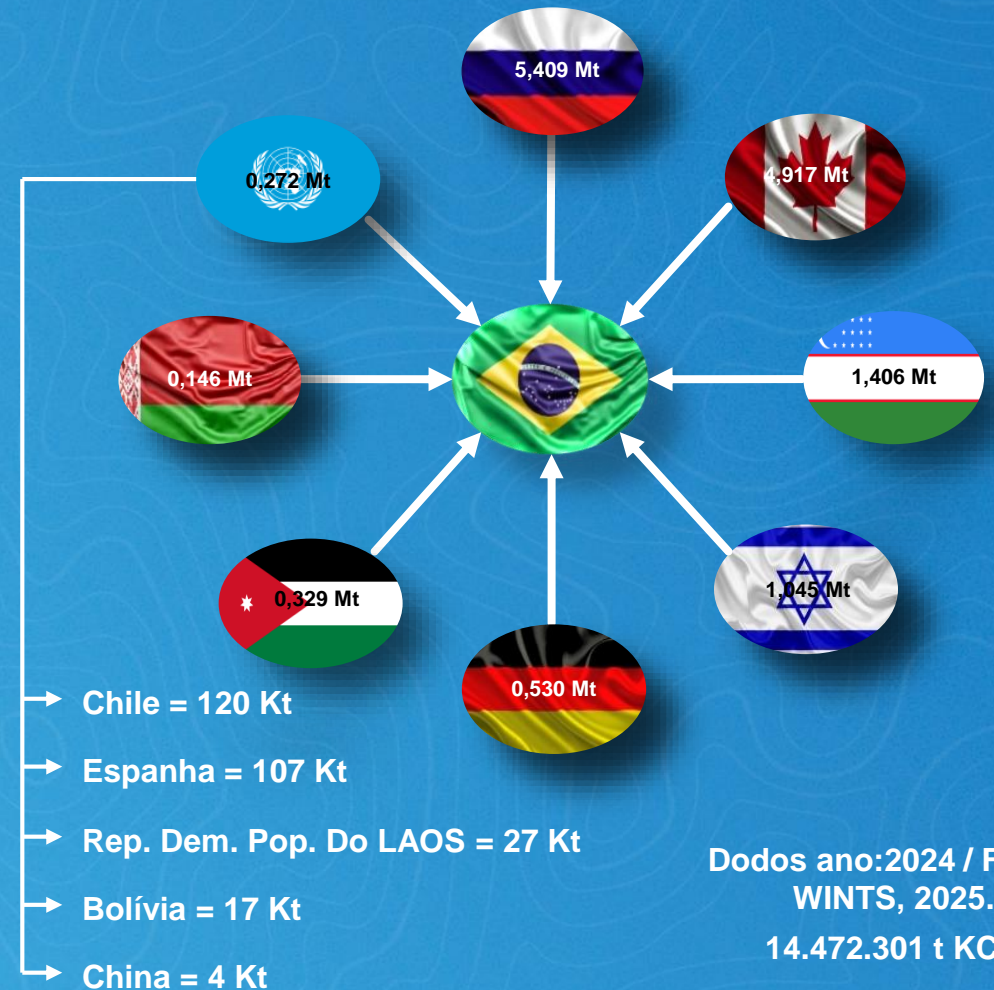 5,409 Mt
0,272 Mt
4,917 Mt
0,146 Mt
1,406 Mt
0,329 Mt
1,045 Mt
0,530 Mt
Chile = 120 Kt
Espanha = 107 Kt
Rep. Dem. Pop. Do LAOS = 27 Kt
Bolívia = 17 Kt
China = 4 Kt
Dodos ano:2024 /
WINTS, 2025.
14.472.301 t